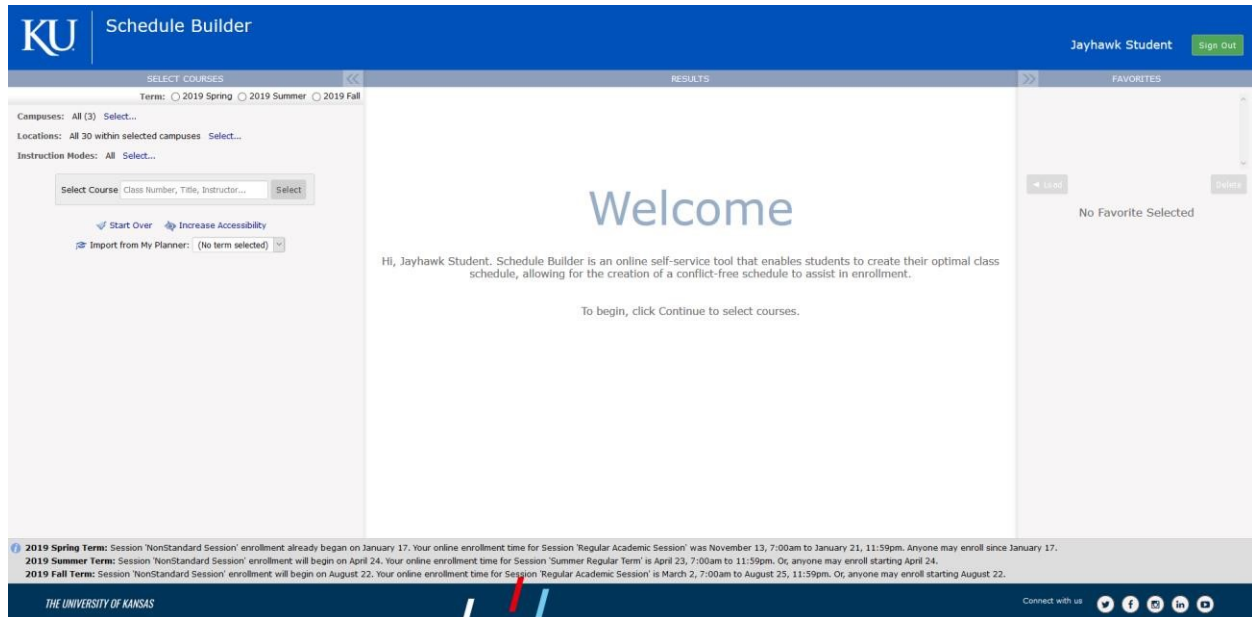 KU
Schedule Builder
Jayhawk Student
Sign Out
SELECT COURSES
<<
RESULTS
>>
FAVORITES
Term: 2019 Spring 2019 Summer 2019 Fall
Campuses: All (3) Select...
Locations: All 30 within selected campuses Select...
Instruction Modes: All Select...
Select Course Class Number, Title, Instructor... Select
Start Over Increase Accessibility
Import from My Planner: (No term selected)
Welcome
Hi, Jayhawk Student. Schedule Builder is an online self-service tool that enables students to create their optimal class
schedule, allowing for the creation of a conflict-free schedule to assist in enrollment.
To begin, click Continue to select courses.
Load
Delete
No Favorite Selected
2019 Spring Term: Session 'NonStandard Session' enrollment already began on January 17. Your online enrollment time for Session 'Regular Academic Session' was November 13, 7:00am to January 21, 11:59pm. Anyone may enroll since January 17.
2019 Summer Term: Session 'NonStandard Session' enrollment will begin on April 24. Your online enrollment time for Session 'Summer Regular Term' is April 23, 7:00am to 11:59pm. Or, anyone may enroll starting April 24.
2019 Fall Term: Session 'NonStandard Session' enrollment will begin on August 22. Your online enrollment time for Session 'Regular Academic Session' is March 2, 7:00am to August 25, 11:59pm. Or, anyone may enroll starting August 22.
THE UNIVERSITY OF KANSAS
Connect with us